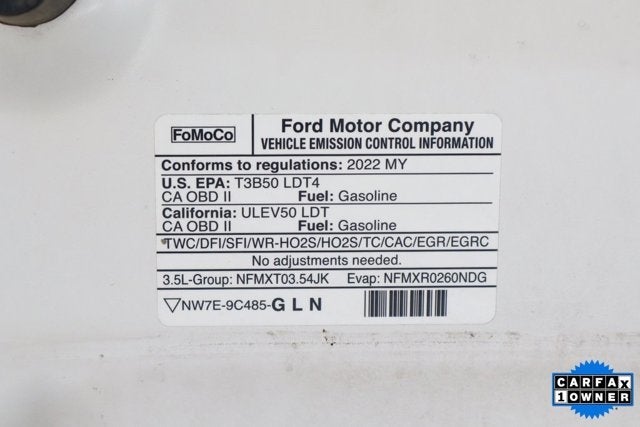 FoMoCo
Ford Motor Company
VEHICLE EMISSION CONTROL INFORMATION
Conforms to regulations: 2022 MY
U.S. EPA: T3B50 LDT4
CA OBD II Fuel: Gasoline
California: ULEV50 LDT
CA OBD II Fuel: Gasoline
TWC/DFI/SFI/WR-HO2S/HO2S/TC/CAC/EGR/EGRC
No adjustments needed.
3.5L-Group: NFMXT03.54JK Evap: NFMXR0260NDG
NW7E-9C485-GLN
CARFAX
1 OWNER